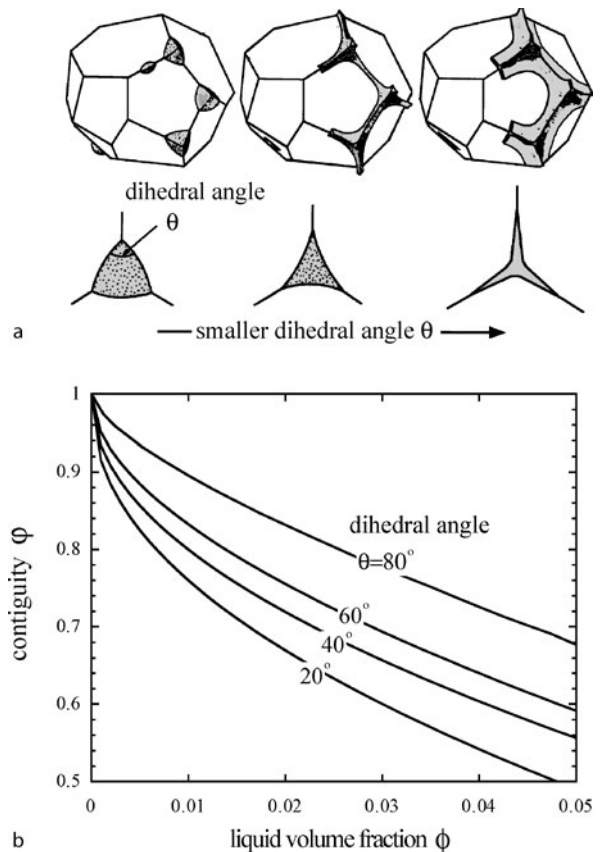 dihedral angle
θ
a
smaller dihedral angle θ
1
0.9
0.8
0.7
0.6
0.5
contiguity φ
dihedral angle
θ=80°
60°
40°
20°
0
0.01
0.02
0.03
0.04
0.05
b
liquid volume fraction ϕ